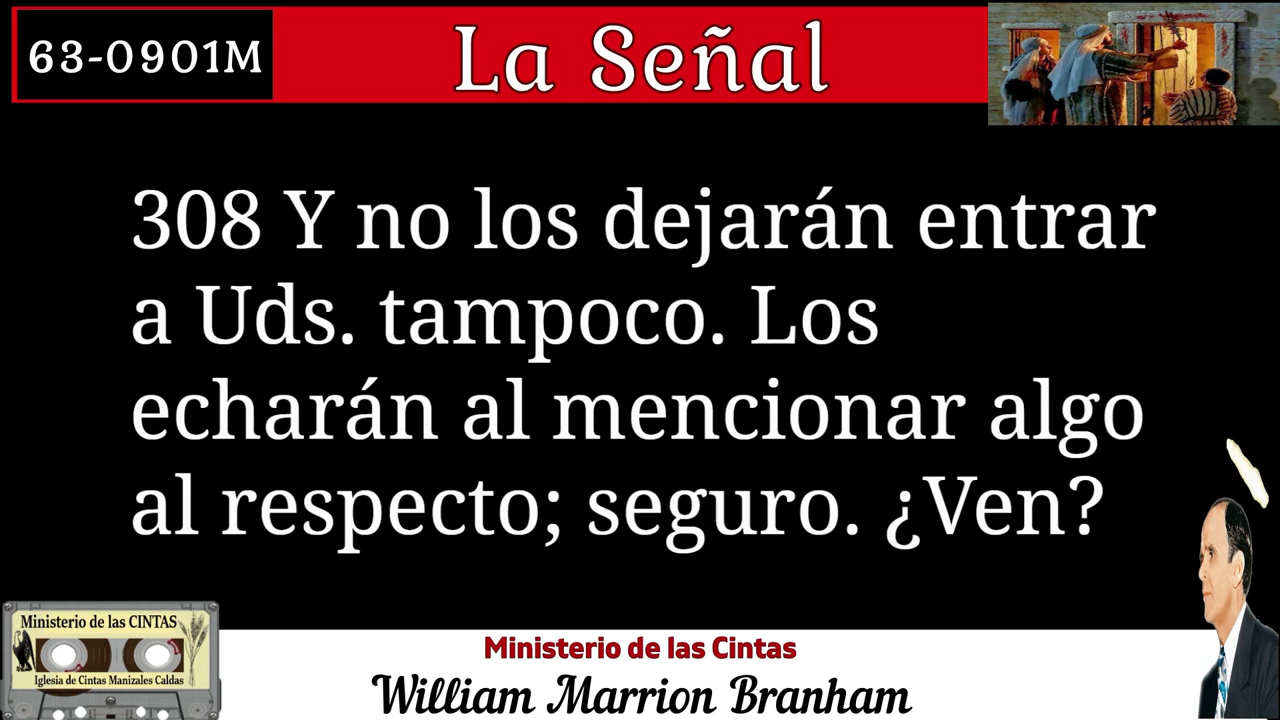 63-0901M
La Señal
308 Y no los dejarán entrar
a Uds. tampoco. Los
echarán al mencionar algo
al respecto; seguro. ¿Ven?
Ministerio de las CINTAS
Iglesia de Cintas Manizales Caldas
Ministerio de las Cintas
William Marrion Branham